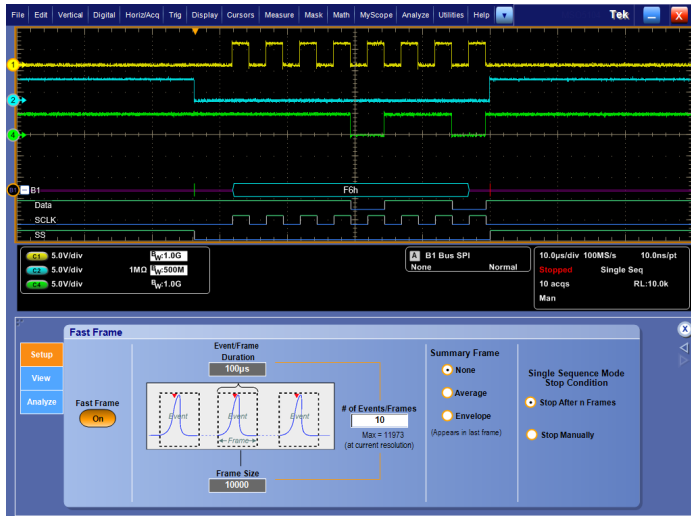 File Edit Vertical Digital Horiz/Acq Trig Display Cursors Measure Mask Math MyScope Analyze Utilities Help Tek X
1
2
4
B1 B1 F6h
Data
SCLK
SS
C1 5.0V/div BW:1.0G
C2 5.0V/div 1MΩ BW:500M
C4 5.0V/div BW:1.0G
A B1 Bus SPI
None Normal
10.0µs/div 100MS/s 10.0ns/pt
Stopped Single Seq
10 acqs RL:10.0k
Man
Fast Frame
X
Setup
View
Analyze
Fast Frame
On
Event/Frame
Duration
100µs
Event Event Event
Frame
Frame Size
10000
# of Events/Frames
10
Max = 11973
(at current resolution)
Summary Frame
None
Average
Envelope
(Appears in last frame)
Single Sequence Mode
Stop Condition
Stop After n Frames
Stop Manually